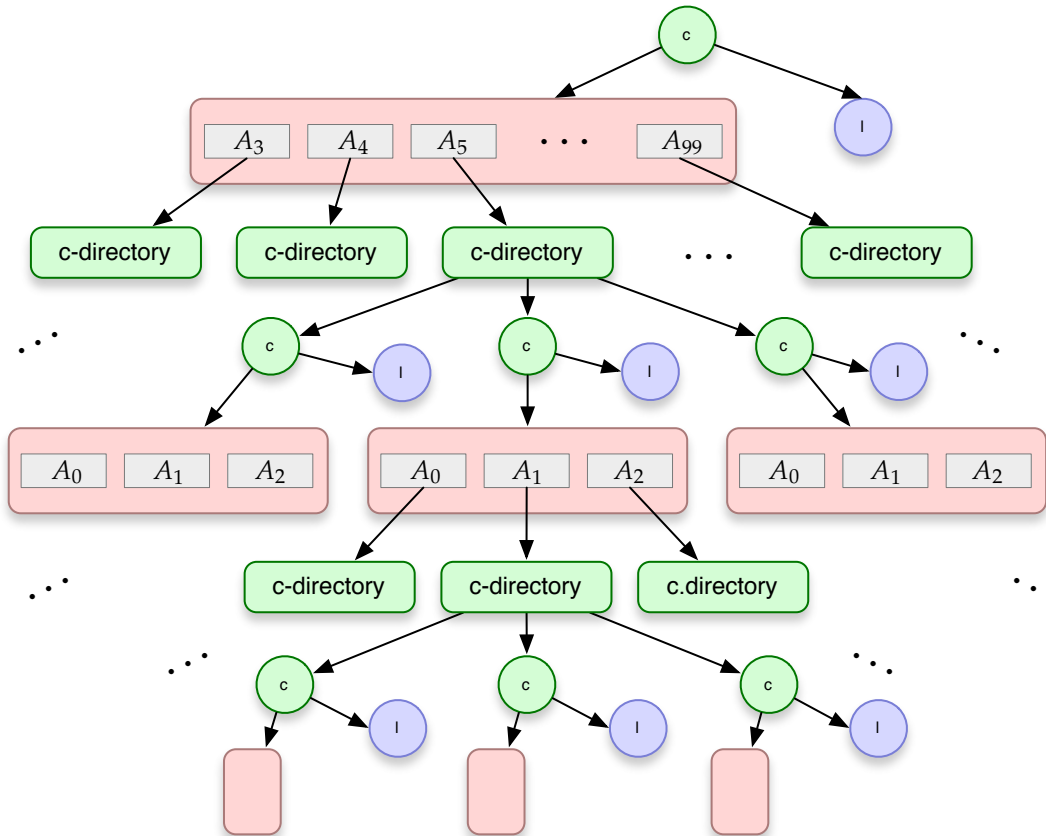 c
l
A3 A4 A5 ... A99
c-directory c-directory c-directory ... c-directory
... c c c ...
l l l
A0 A1 A2 A0 A1 A2 A0 A1 A2
... c-directory c-directory c.directory ..
... c c c ...
l l l